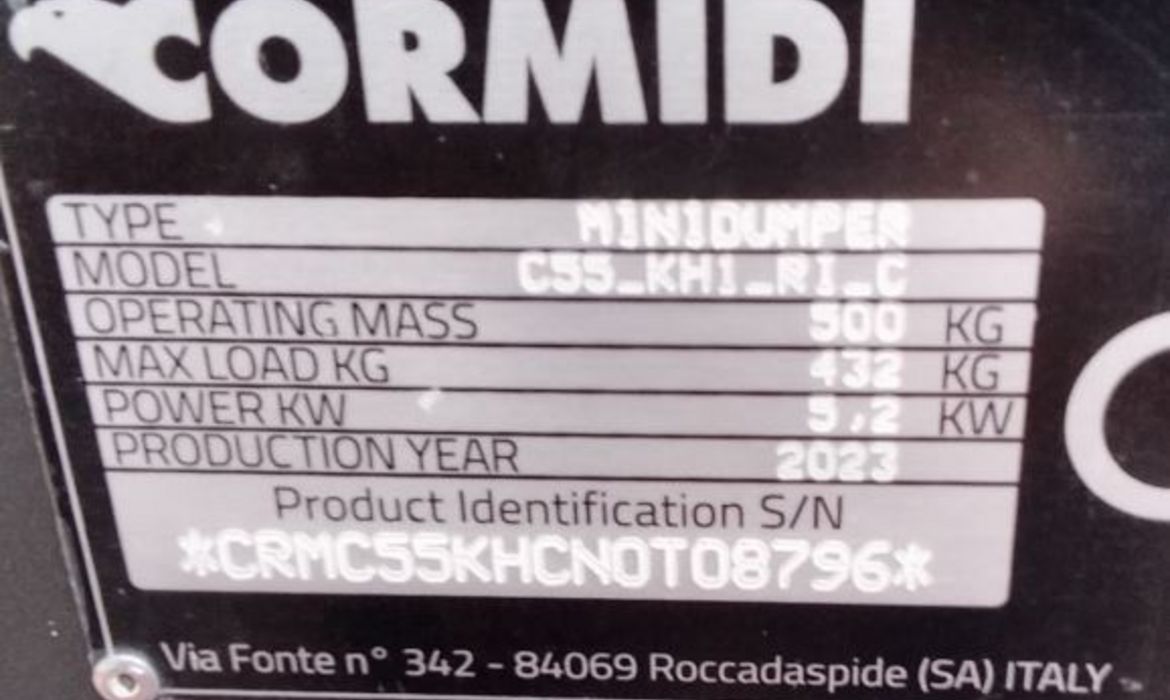 CORMIDI
TYPE MINIDUMPER
MODEL C55_KH1_RI_C
OPERATING MASS 500 KG
MAX LOAD KG 432 KG
POWER KW 5,2 KW
PRODUCTION YEAR 2023
Product Identification S/N
*CRMC55KHCN0T08796*
Via Fonte n° 342 - 84069 Roccadaspide (SA) ITALY